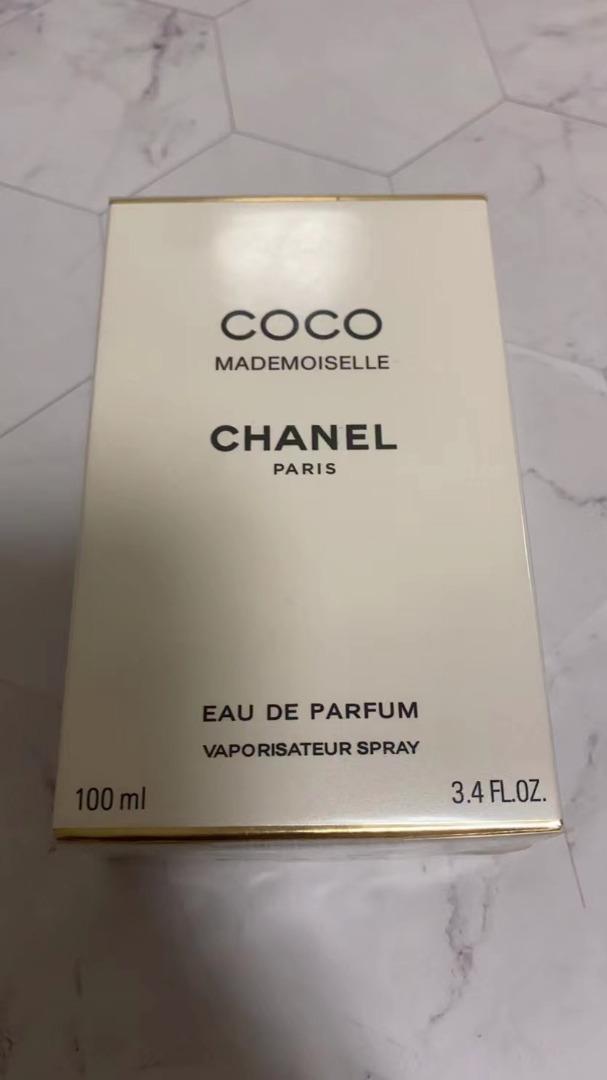 COCO
MADEMOISELLE
CHANEL
PARIS
EAU DE PARFUM
VAPORISATEUR SPRAY
100 ml 3.4 FL.OZ.